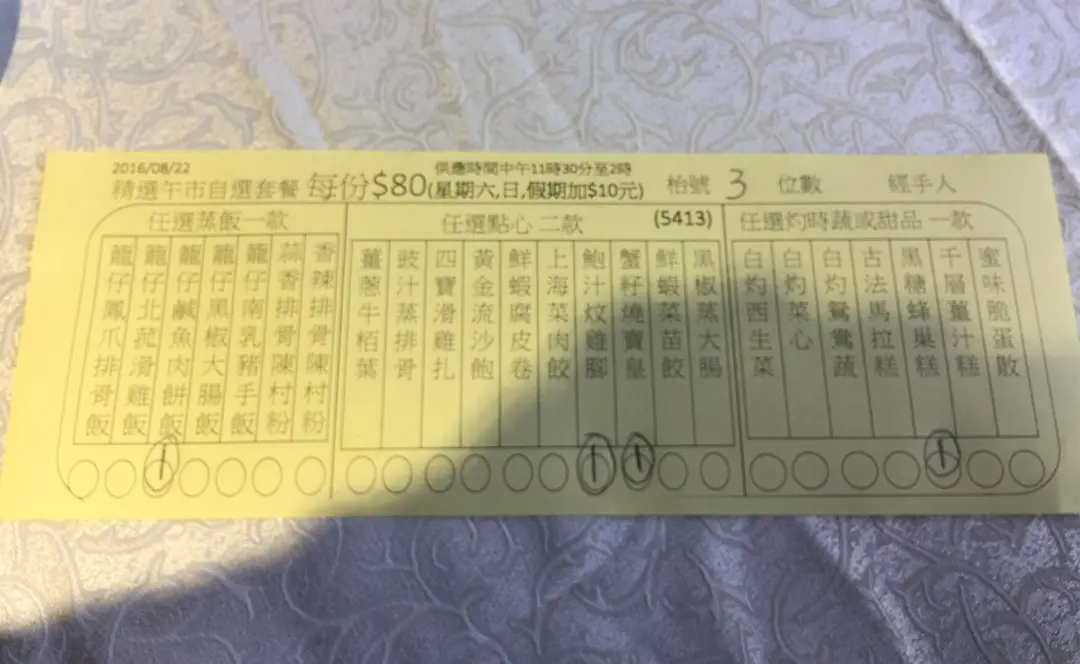 2016/08/22
供應時間中午11時30分至2時
精選午市自選套餐 每份$80(星期六,日,假期加$10元) 枱號 3 位數 經手人
任選蒸飯一款
籠仔鳳爪排骨飯
籠仔北菰滑雞飯
籠仔鹹魚肉餅飯
籠仔黑椒大腸飯
籠仔南乳豬手飯
蒜香排骨陳村粉
香辣排骨陳村粉
1
任選點心 二款 (5413)
薑蔥牛栢葉
豉汁蒸排骨
四寶滑雞扎
黃金流沙飽
鮮蝦腐皮卷
上海菜肉餃
鮑汁炆雞腳
蟹籽燒賣皇
鮮蝦菜苗餃
黑椒蒸大腸
1 1
任選灼時蔬或甜品 一款
白灼西生菜
白灼菜心
白灼鴛鴦蔬
古法馬拉糕
黑糖蜂巢糕
千層薑汁糕
蜜味脆蛋散
1